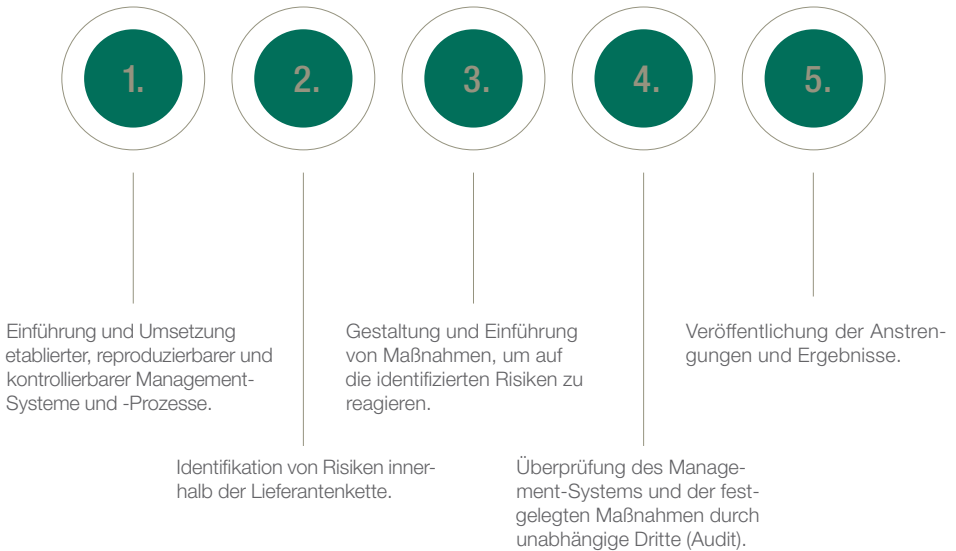 1.
2.
3.
4.
5.
Einführung und Umsetzung
etablierter, reproduzierbarer und
kontrollierbarer Management-
Systeme und -Prozesse.
Identifikation von Risiken inner-
halb der Lieferantenkette.
Gestaltung und Einführung
von Maßnahmen, um auf
die identifizierten Risiken zu
reagieren.
Überprüfung des Manage-
ment-Systems und der fest-
gelegten Maßnahmen durch
unabhängige Dritte (Audit).
Veröffentlichung der Anstren-
gungen und Ergebnisse.